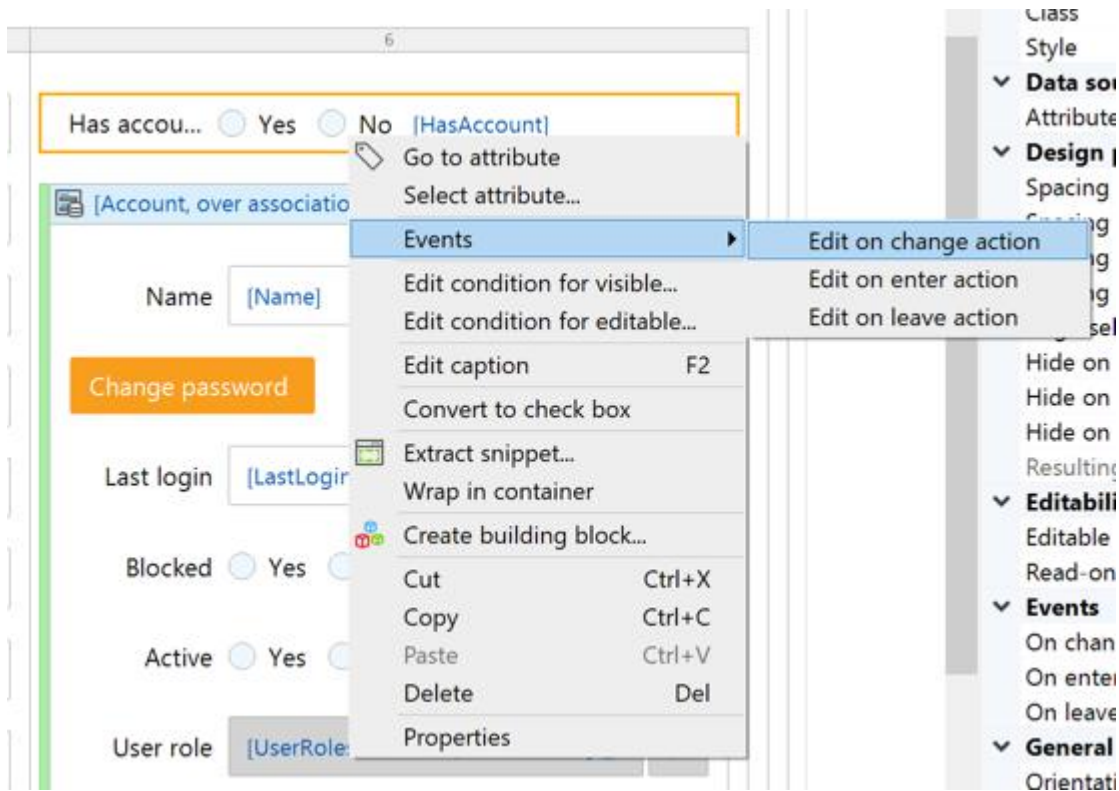 6
Class
Style
Has accou... Yes No [HasAccount]
Data sou
Attribute
Design p
Spacing
[Account, over associatio
Go to attribute
Select attribute...
Events
Edit on change action
Edit on enter action
Edit on leave action
Edit condition for visible...
Edit condition for editable...
Edit caption F2
Convert to check box
Extract snippet...
Wrap in container
Create building block...
Cut Ctrl+X
Copy Ctrl+C
Paste Ctrl+V
Delete Del
Properties
Name [Name]
Change password
Last login [LastLogin
Blocked Yes
Active Yes
User role [UserRoles
Hide on
Hide on
Hide on
Resulting
Editabili
Editable
Read-on
Events
On chan
On enter
On leave
General
Orientati